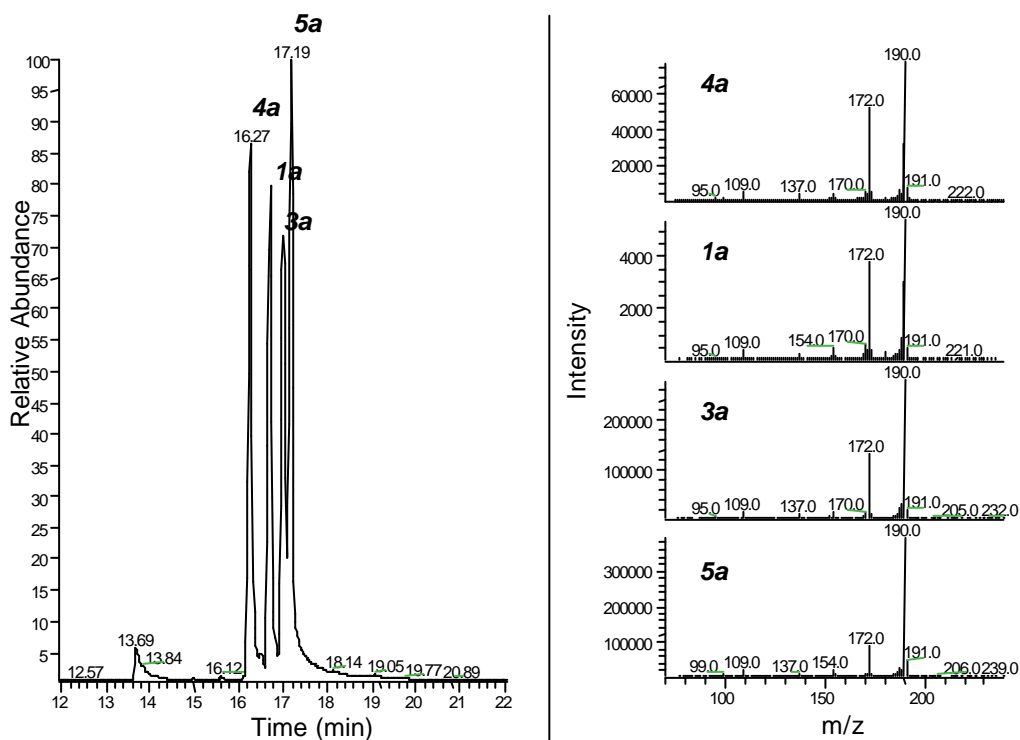 5a
17.19
4a
16.27
1a
3a
100
95
90
85
80
75
70
65
60
55
50
45
40
35
30
25
20
15
10
5
Relative Abundance
12.57
13.69
13.84
16.12
18.14
19.05
19.77
20.89
12 13 14 15 16 17 18 19 20 21 22
Time (min)
Intensity
190.0
4a
60000
40000
20000
172.0
95.0 109.0 137.0 170.0 191.0 222.0
190.0
1a
4000
2000
172.0
95.0 109.0 154.0 170.0 191.0 221.0
190.0
3a
200000
100000
172.0
95.0 109.0 137.0 170.0 191.0 205.0 232.0
190.0
5a
300000
200000
100000
172.0
99.0 109.0 137.0 154.0 191.0 206.0 239.0
100 150 200
m/z